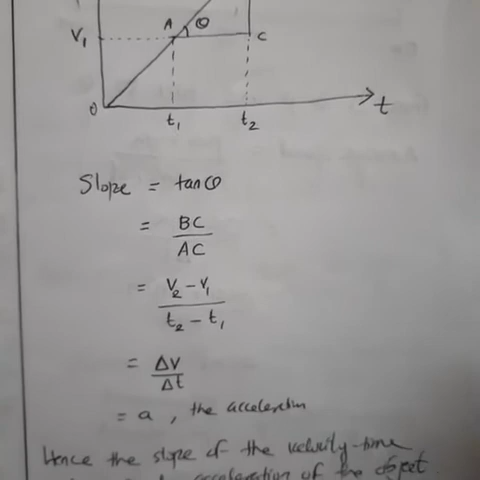 V₁ A θ C
O t₁ t₂ t
Slope = tanθ
= BC/AC
= V₂ - V₁ / t₂ - t₁
= ΔV/Δt
= a , the acceleration
Hence the slope of the velocity-time
acceleration of the object